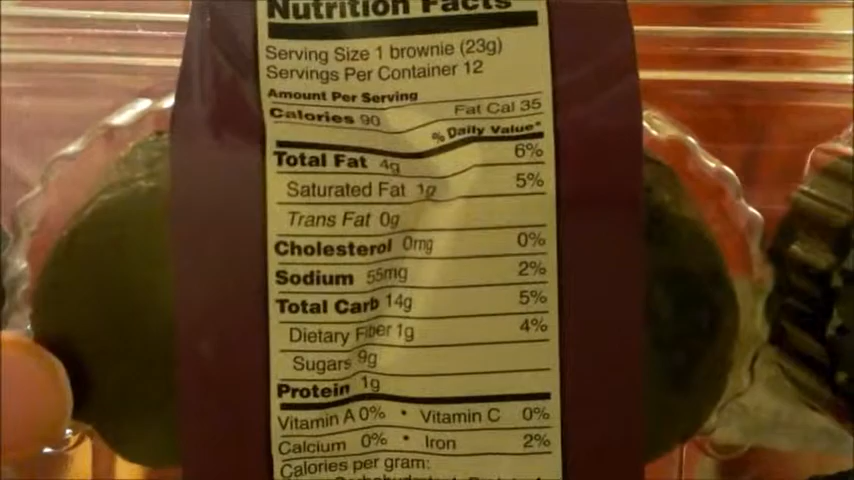 Nutrition Facts
Serving Size 1 brownie (23g)
Servings Per Container 12
Amount Per Serving
Calories 90 Fat Cal 35
% Daily Value*
Total Fat 4g 6%
Saturated Fat 1g 5%
Trans Fat 0g
Cholesterol 0mg 0%
Sodium 55mg 2%
Total Carb 14g 5%
Dietary Fiber 1g 4%
Sugars 9g
Protein 1g
Vitamin A 0% • Vitamin C 0%
Calcium 0% • Iron 2%
Calories per gram: